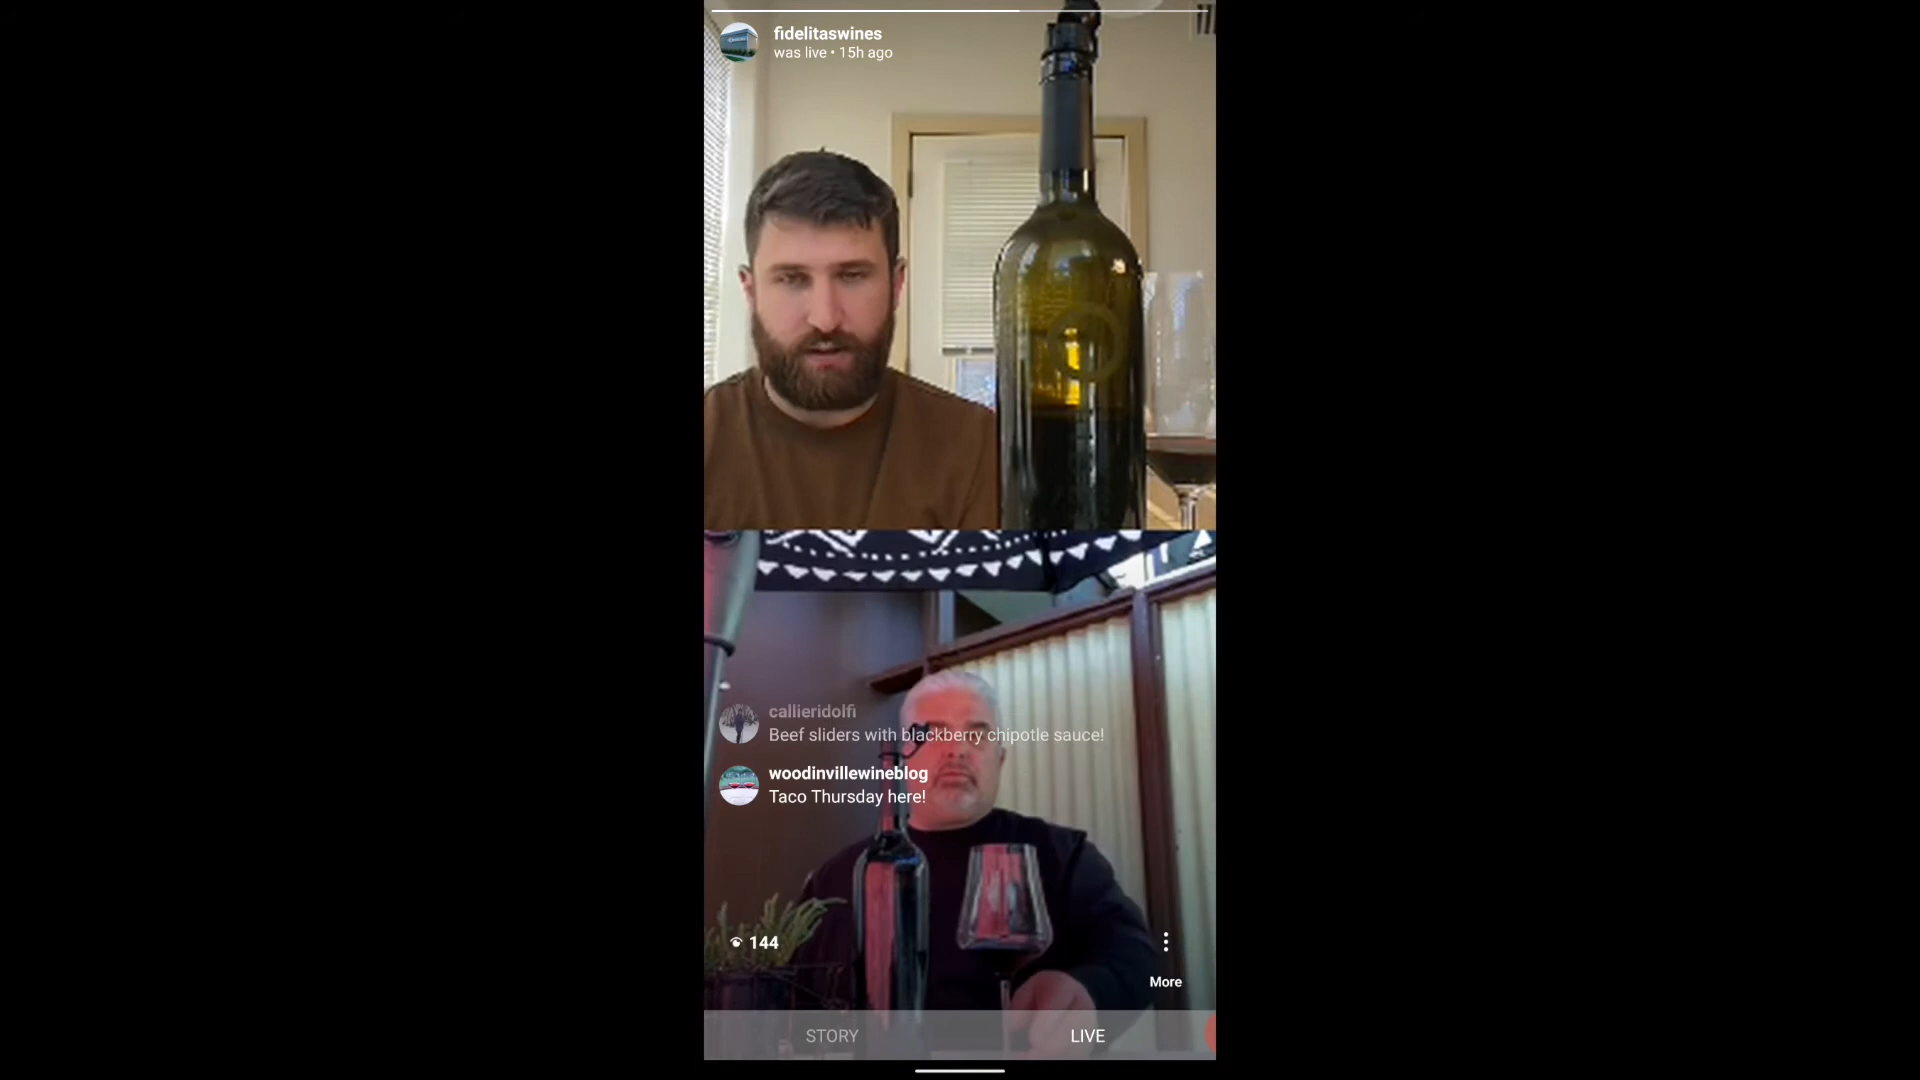 fidelitaswines
was live • 15h ago
callieridolfi
Beef sliders with blackberry chipotle sauce!
woodinvillewineblog
Taco Thursday here!
144
More
STORY
LIVE